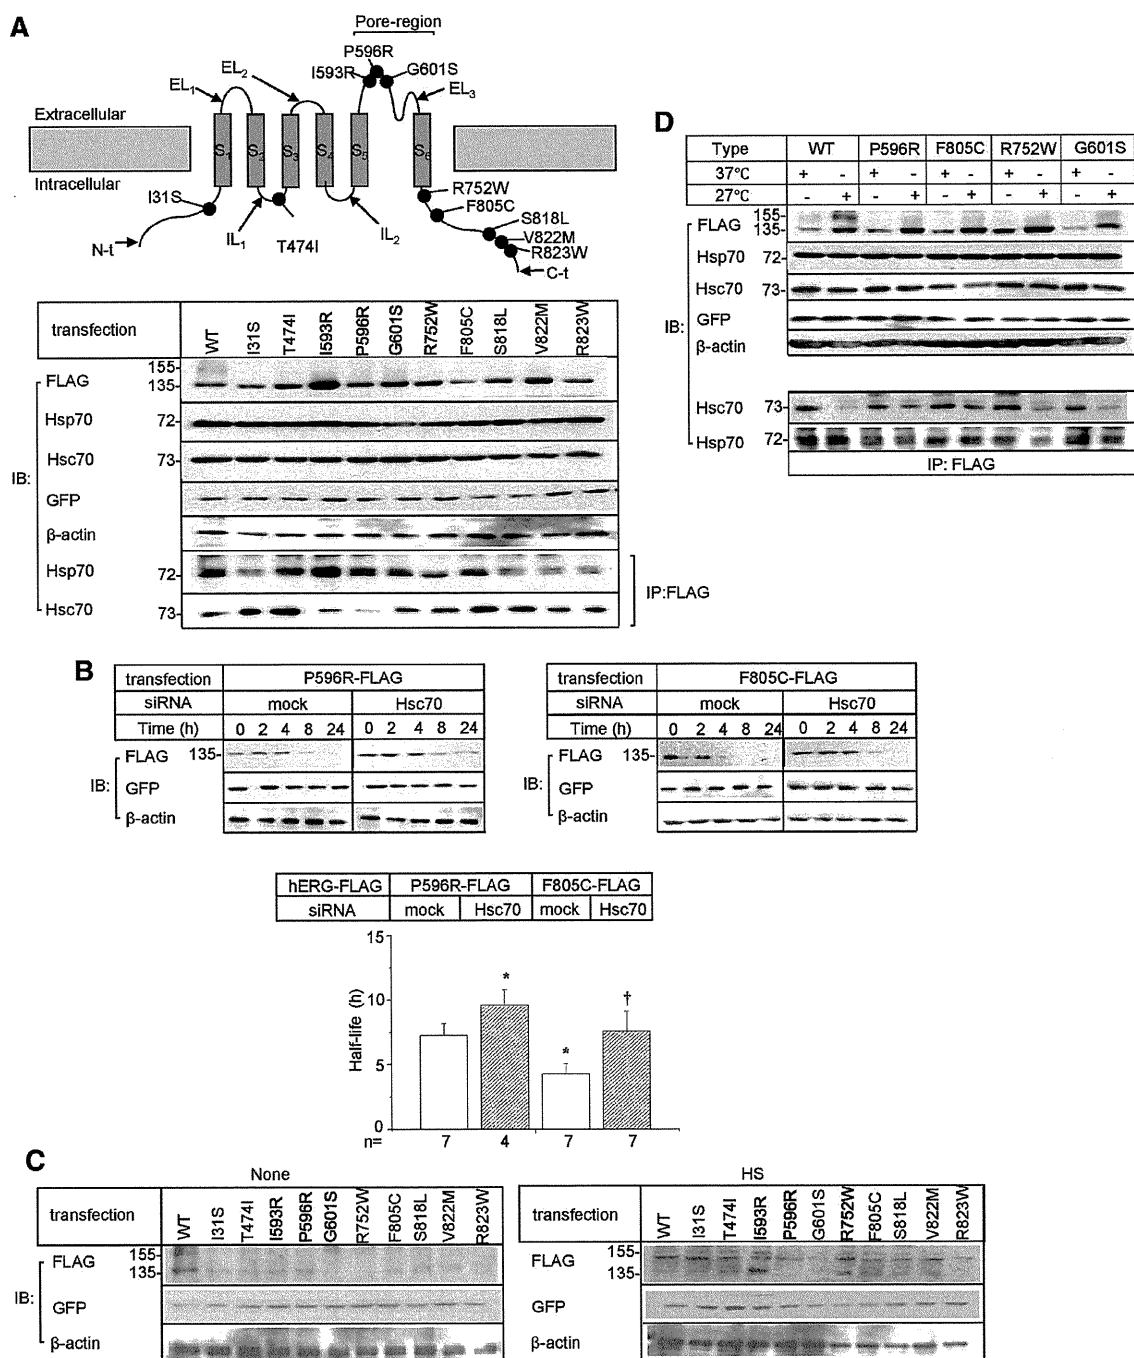 A
Pore-region
P596R
I593R
G601S
EL2
EL1
EL3
Extracellular
S1 S2 S3 S4 S5 S6
Intracellular
I31S
R752W
F805C
S818L
V822M
R823W
N-t
IL1
T474I
IL2
C-t
transfection WT I31S T474I I593R P596R G601S R752W F805C S818L V822M R823W
IB:
FLAG 155- 135-
Hsp70 72-
Hsc70 73-
GFP
β-actin
Hsp70 72-
Hsc70 73-
IP:FLAG
D
Type WT P596R F805C R752W G601S
37℃ + - + - + - + - + -
27℃ - + - + - + - + - +
IB:
FLAG 155- 135-
Hsp70 72-
Hsc70 73-
GFP
β-actin
Hsc70 73-
Hsp70 72-
IP: FLAG
B
transfection P596R-FLAG
siRNA mock Hsc70
Time (h) 0 2 4 8 24 0 2 4 8 24
IB:
FLAG 135-
GFP
β-actin
transfection F805C-FLAG
siRNA mock Hsc70
Time (h) 0 2 4 8 24 0 2 4 8 24
IB:
FLAG 135-
GFP
β-actin
hERG-FLAG P596R-FLAG F805C-FLAG
siRNA mock Hsc70 mock Hsc70
Half-life (h)
15
10
5
0
* * †
n= 7 4 7 7
C
None
transfection WT I31S T474I I593R P596R G601S R752W F805C S818L V822M R823W
IB:
FLAG 155- 135-
GFP
β-actin
HS
transfection WT I31S T474I I593R P596R G601S R752W F805C S818L V822M R823W
FLAG 155- 135-
GFP
β-actin